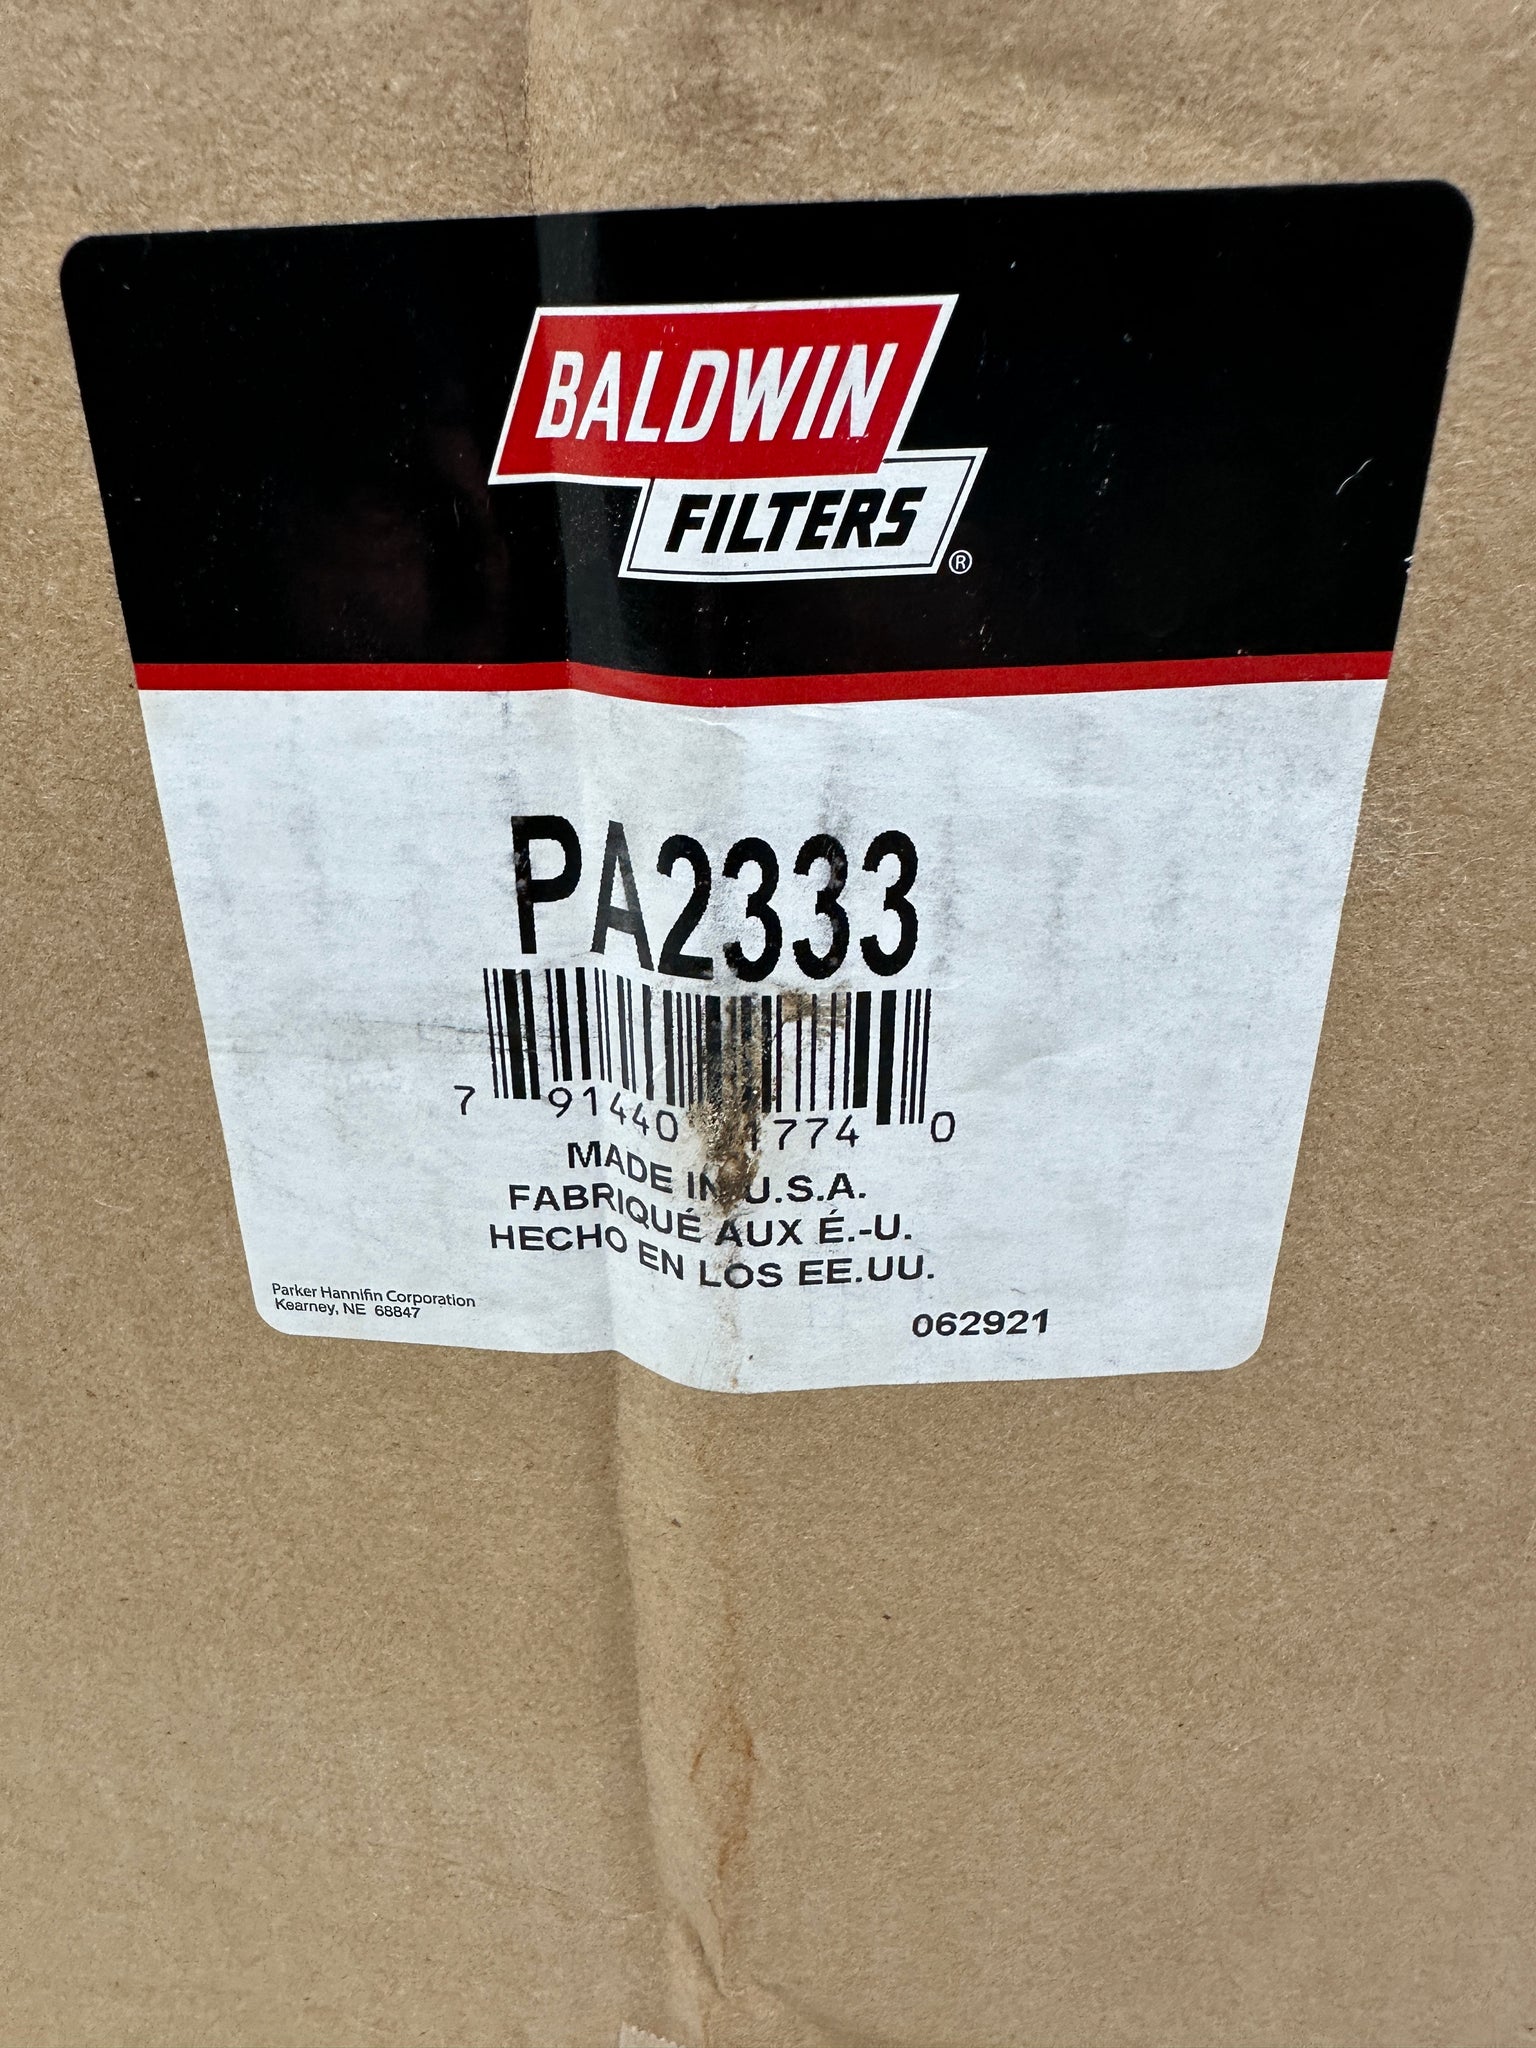 BALDWIN
FILTERS
®
PA2333
7 91440 1774 0
MADE IN U.S.A.
FABRIQUÉ AUX É.-U.
HECHO EN LOS EE.UU.
Parker Hannifin Corporation
Kearney, NE 68847
062921